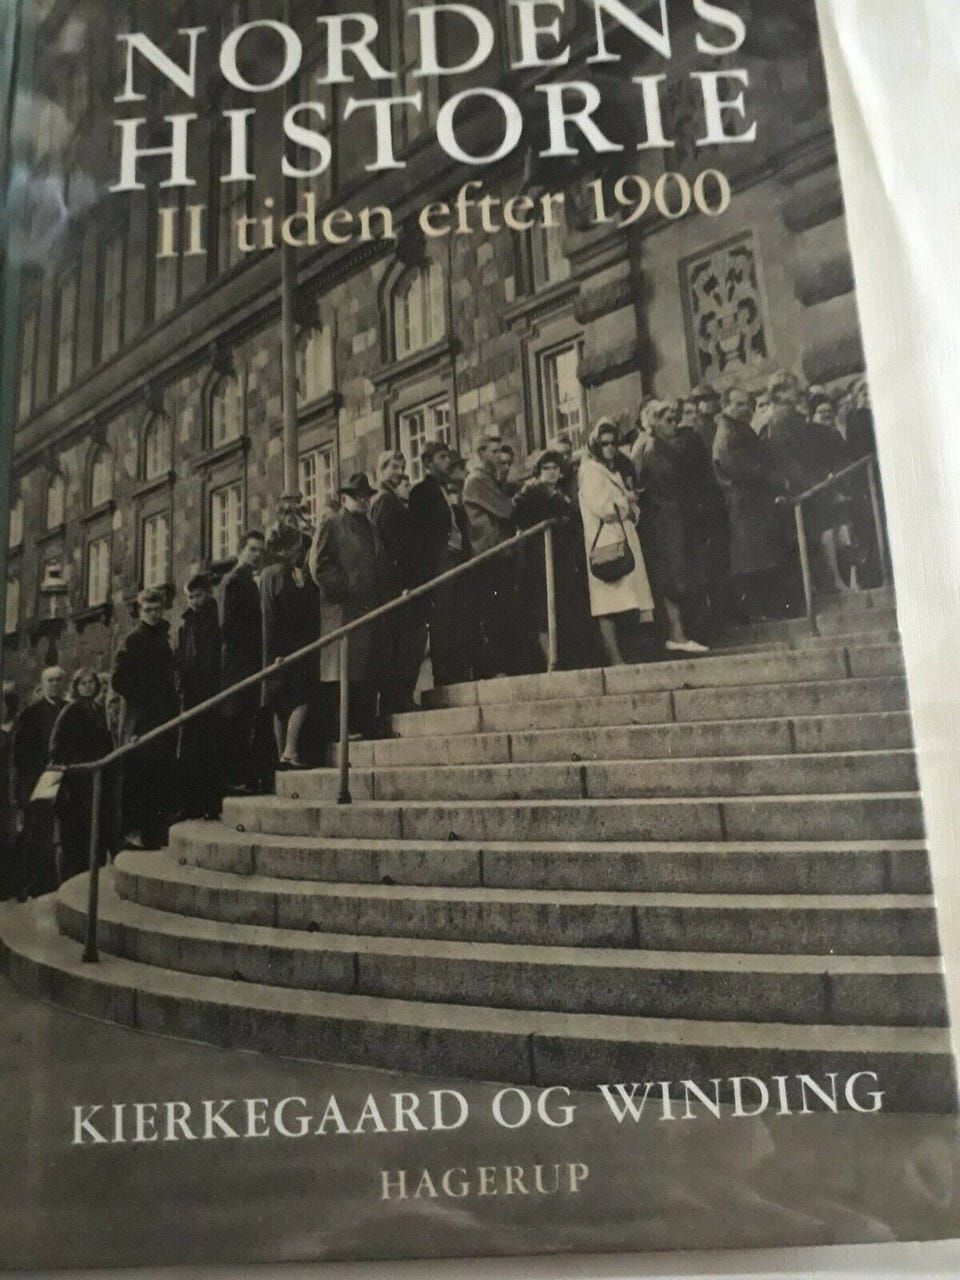 NORDENS
HISTORIE
II tiden efter 1900
KIERKEGAARD OG WINDING
HAGERUP